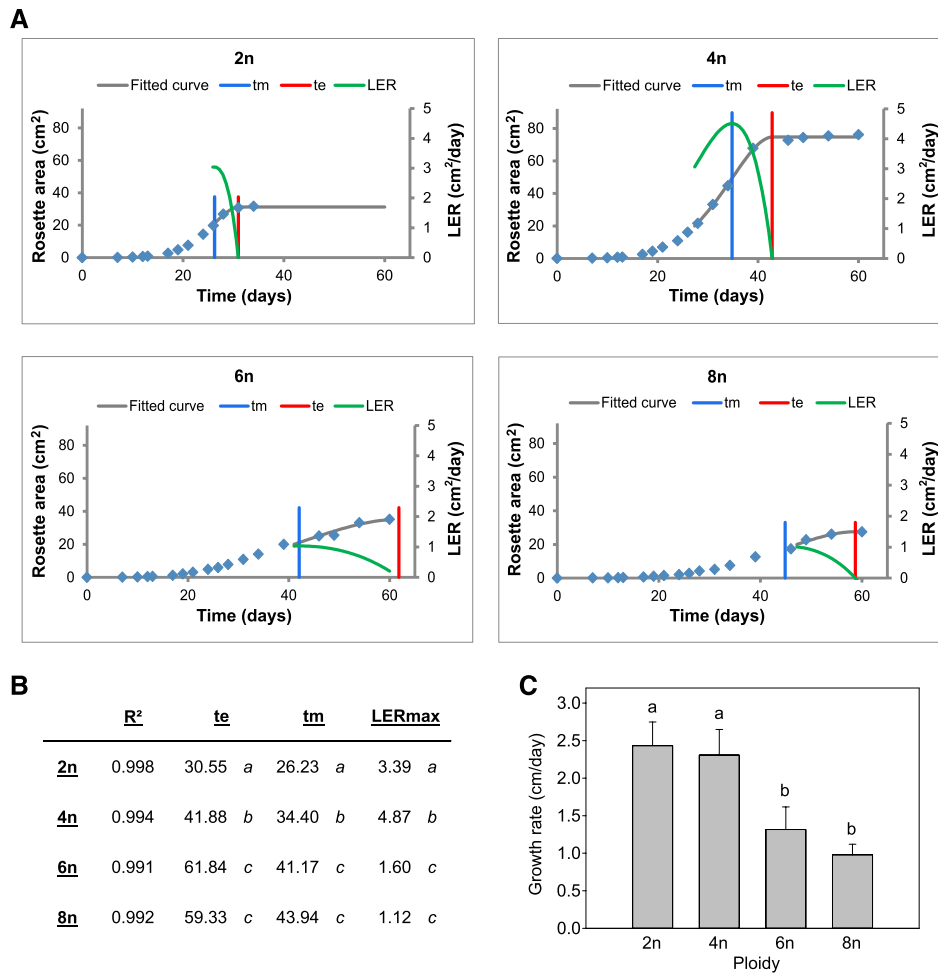 A
2n
Fitted curve tm te LER
Rosette area (cm²)
80
60
40
20
0
5
4
3
2
1
0
LER (cm²/day)
0 20 40 60
Time (days)
4n
Fitted curve tm te LER
Rosette area (cm²)
80
60
40
20
0
5
4
3
2
1
0
LER (cm²/day)
0 20 40 60
Time (days)
6n
Fitted curve tm te LER
Rosette area (cm²)
80
60
40
20
0
5
4
3
2
1
0
LER (cm²/day)
0 20 40 60
Time (days)
8n
Fitted curve tm te LER
Rosette area (cm²)
80
60
40
20
0
5
4
3
2
1
0
LER (cm²/day)
0 20 40 60
Time (days)
B
R² te tm LERmax
2n 0.998 30.55 a 26.23 a 3.39 a
4n 0.994 41.88 b 34.40 b 4.87 b
6n 0.991 61.84 c 41.17 c 1.60 c
8n 0.992 59.33 c 43.94 c 1.12 c
C
Growth rate (cm/day)
3.0
2.5
2.0
1.5
1.0
0.5
0.0
a a b b
2n 4n 6n 8n
Ploidy